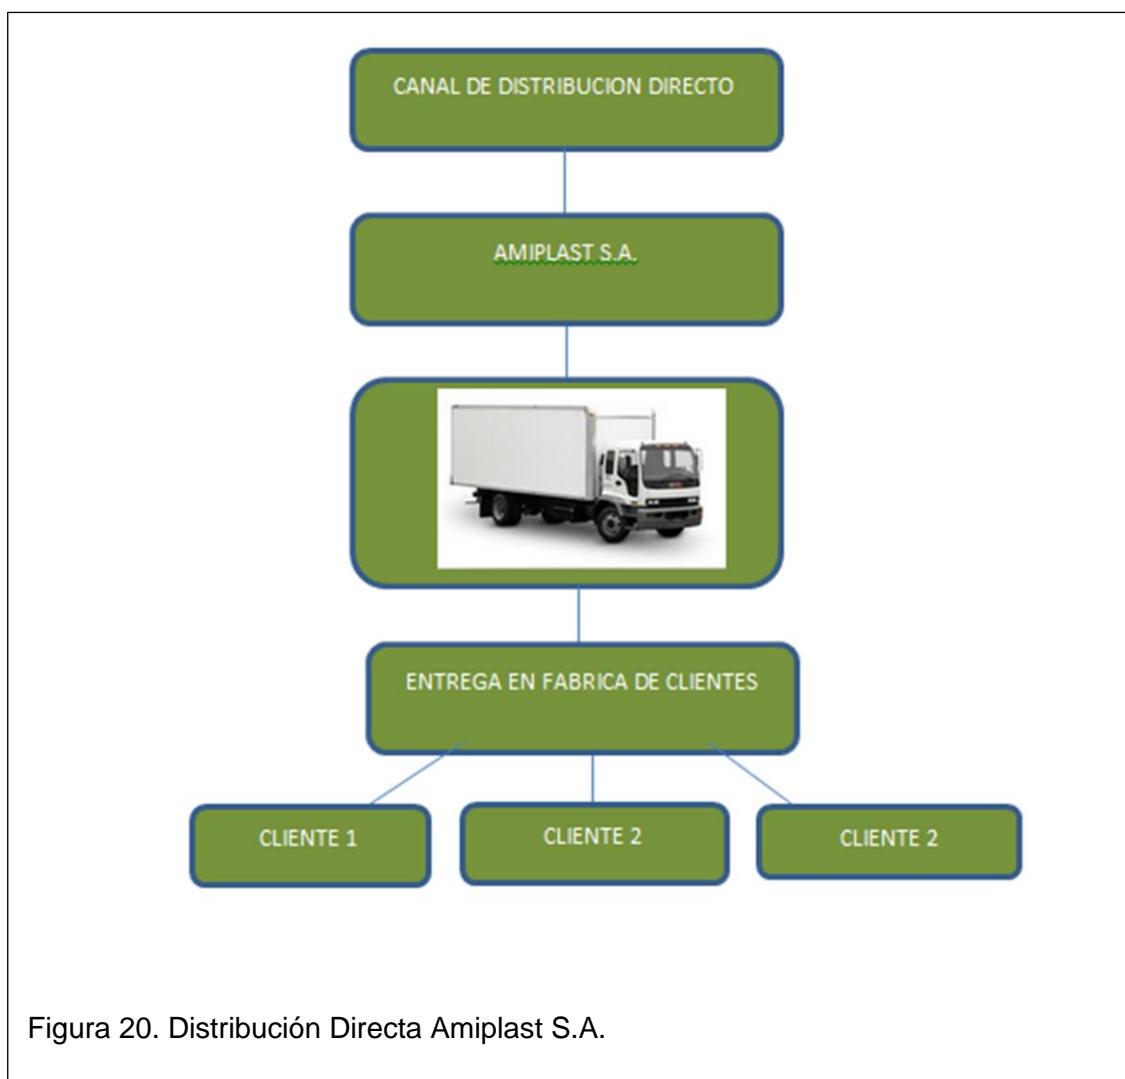 CANAL DE DISTRIBUCION DIRECTO
AMIPLAST S.A.
ENTREGA EN FABRICA DE CLIENTES
CLIENTE 1
CLIENTE 2
CLIENTE 2
Figura 20. Distribución Directa Amiplast S.A.